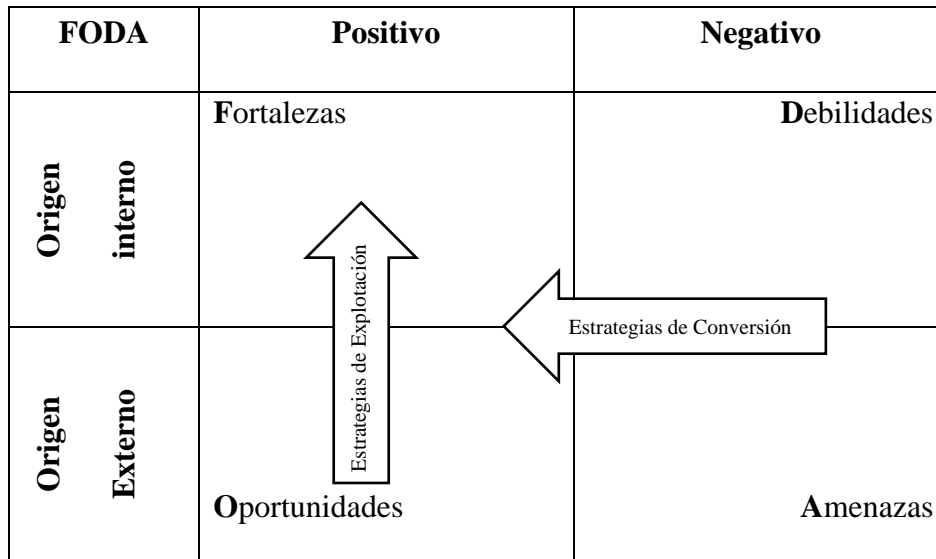 FODA
Positivo
Negativo
Origen
interno
Fortalezas
Debilidades
Estrategias de Explotación
Estrategias de Conversión
Origen
Externo
Oportunidades
Amenazas